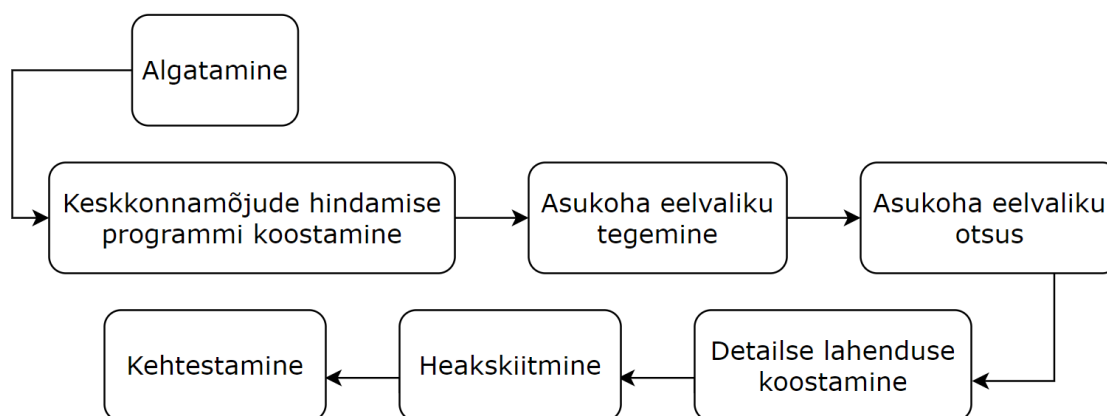 Algatamine
Keskkonnamõjude hindamise
programmi koostamine
Asukoha eelvaliku
tegemine
Asukoha eelvaliku
otsus
Detailse lahenduse
koostamine
Heakskiitmine
Kehtestamine